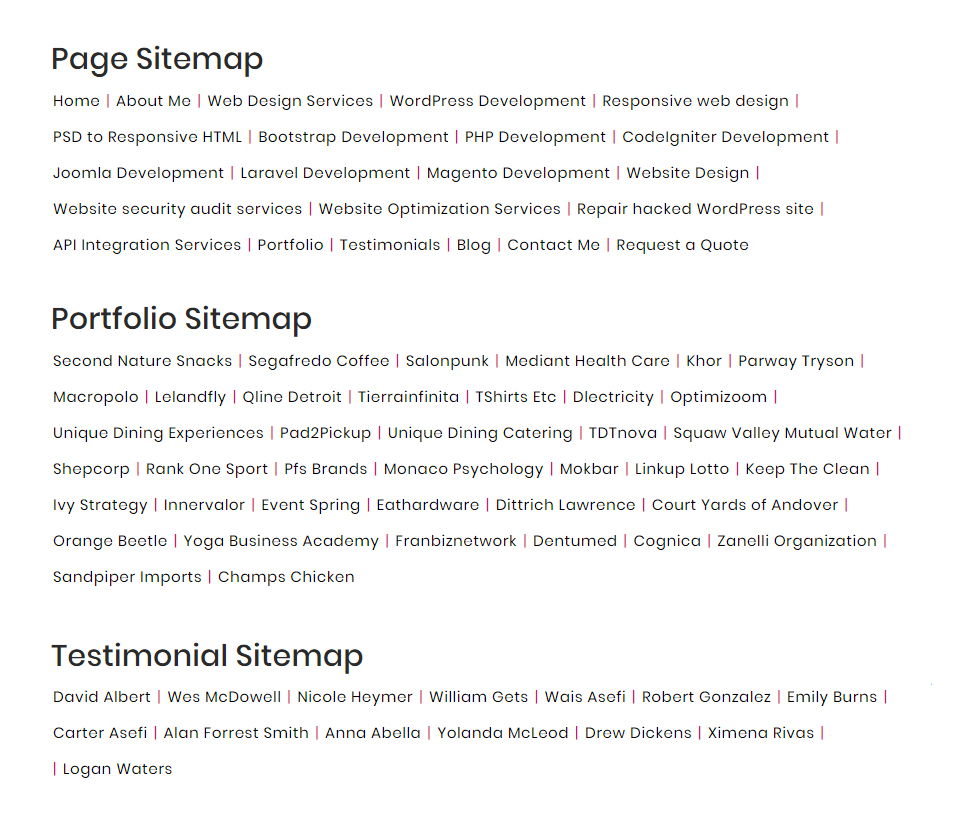 Page Sitemap
Home | About Me | Web Design Services | WordPress Development | Responsive web design |
PSD to Responsive HTML | Bootstrap Development | PHP Development | CodeIgniter Development |
Joomla Development | Laravel Development | Magento Development | Website Design |
Website security audit services | Website Optimization Services | Repair hacked WordPress site |
API Integration Services | Portfolio | Testimonials | Blog | Contact Me | Request a Quote
Portfolio Sitemap
Second Nature Snacks | Segafredo Coffee | Salonpunk | Mediant Health Care | Khor | Parway Tryson |
Macropolo | Lelandfly | Qline Detroit | Tierrainfinita | TShirts Etc | Dlectricity | Optimizoom |
Unique Dining Experiences | Pad2Pickup | Unique Dining Catering | TDTnova | Squaw Valley Mutual Water |
Shepcorp | Rank One Sport | Pfs Brands | Monaco Psychology | Mokbar | Linkup Lotto | Keep The Clean |
Ivy Strategy | Innervalor | Event Spring | Eathardware | Dittrich Lawrence | Court Yards of Andover |
Orange Beetle | Yoga Business Academy | Franbiznetwork | Dentumed | Cognica | Zanelli Organization |
Sandpiper Imports | Champs Chicken
Testimonial Sitemap
David Albert | Wes McDowell | Nicole Heymer | William Gets | Wais Asefi | Robert Gonzalez | Emily Burns |
Carter Asefi | Alan Forrest Smith | Anna Abella | Yolanda McLeod | Drew Dickens | Ximena Rivas |
| Logan Waters